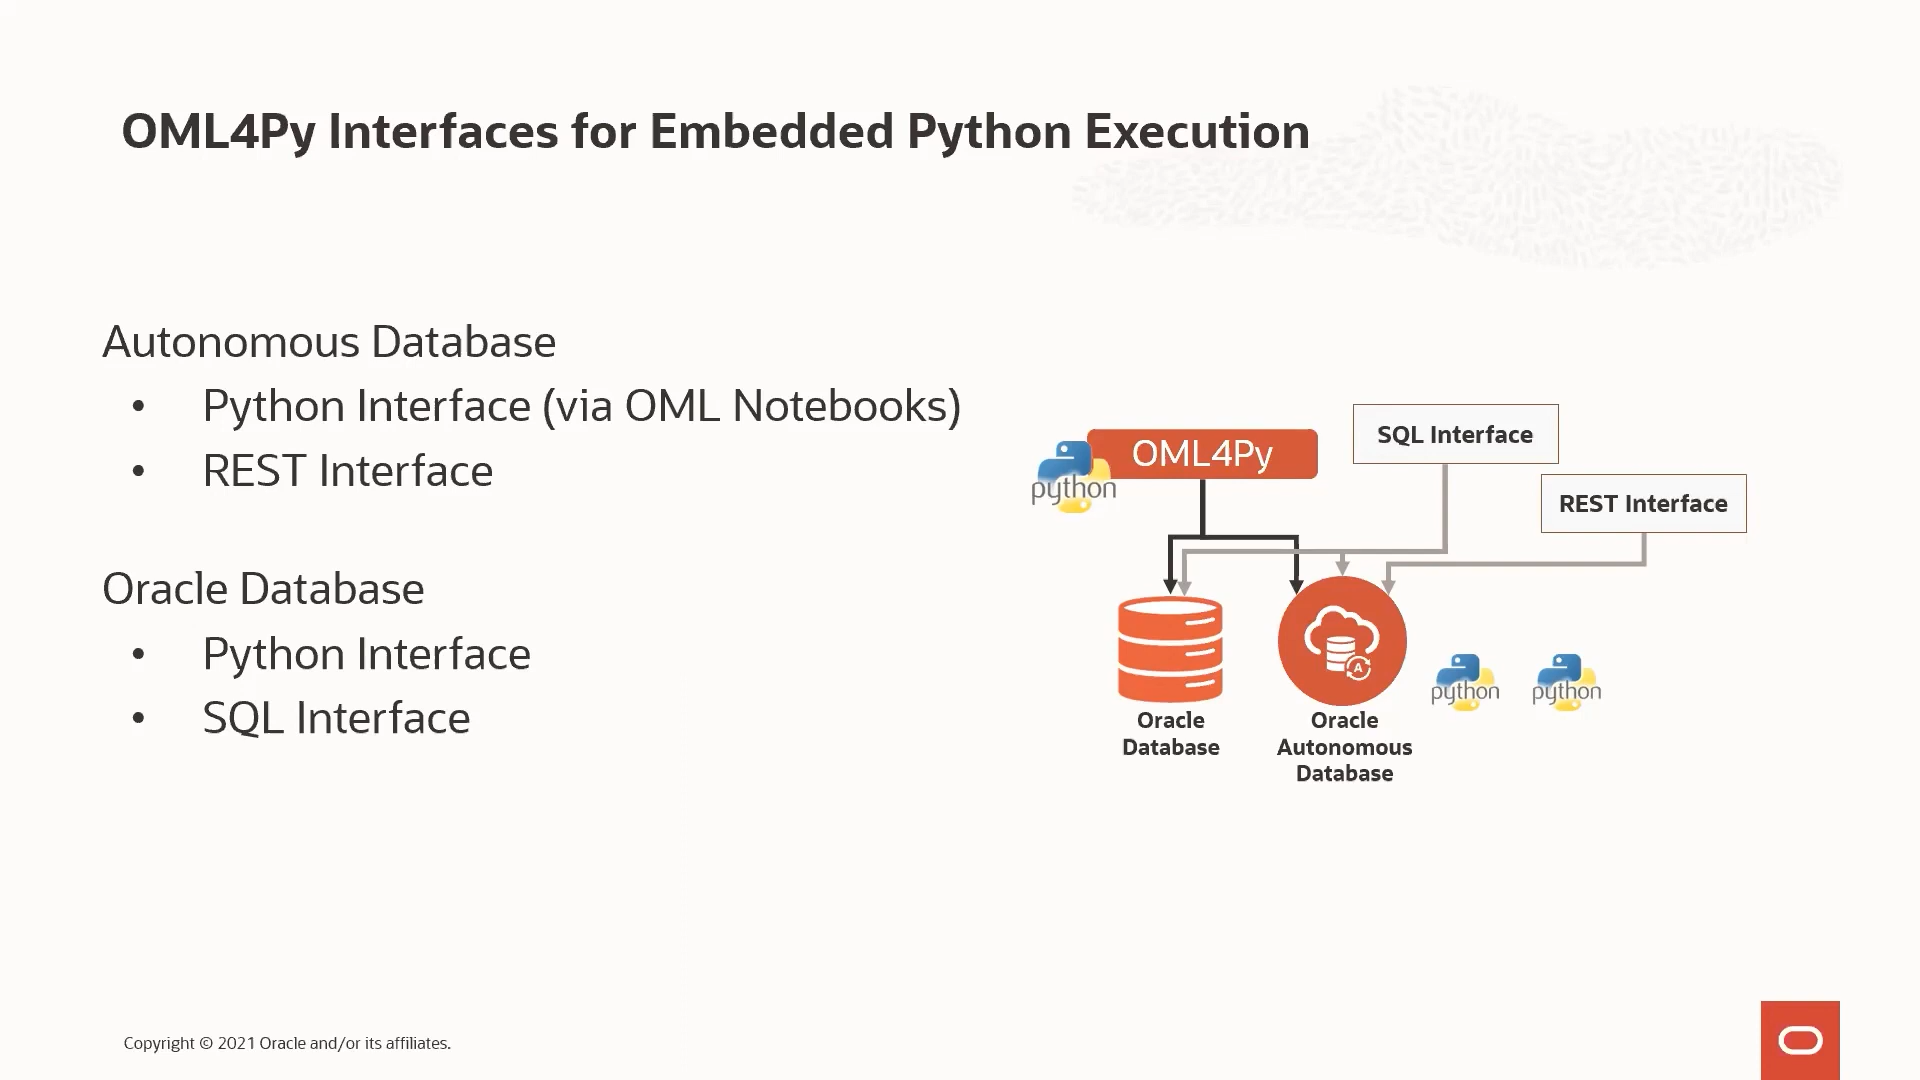 OML4Py Interfaces for Embedded Python Execution
Autonomous Database
• Python Interface (via OML Notebooks)
• REST Interface
Oracle Database
• Python Interface
• SQL Interface
OML4Py
python
SQL Interface
REST Interface
A
python
python
Oracle
Database
Oracle
Autonomous
Database
Copyright © 2021 Oracle and/or its affiliates.